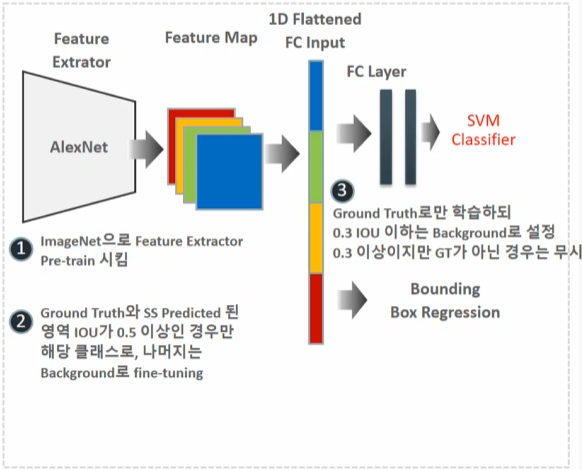 Feature
Extrator
Feature Map
1D Flattened
FC Input
FC Layer
AlexNet
SVM
Classifier
1
ImageNet으로 Feature Extractor
Pre-train 시킴
2
Ground Truth와 SS Predicted 된
영역 IOU가 0.5 이상인 경우만
해당 클래스로, 나머지는
Background로 fine-tuning
3
Ground Truth로만 학습하되
0.3 IOU 이하는 Background로 설정
0.3 이상이지만 GT가 아닌 경우는 무시
Bounding
Box Regression